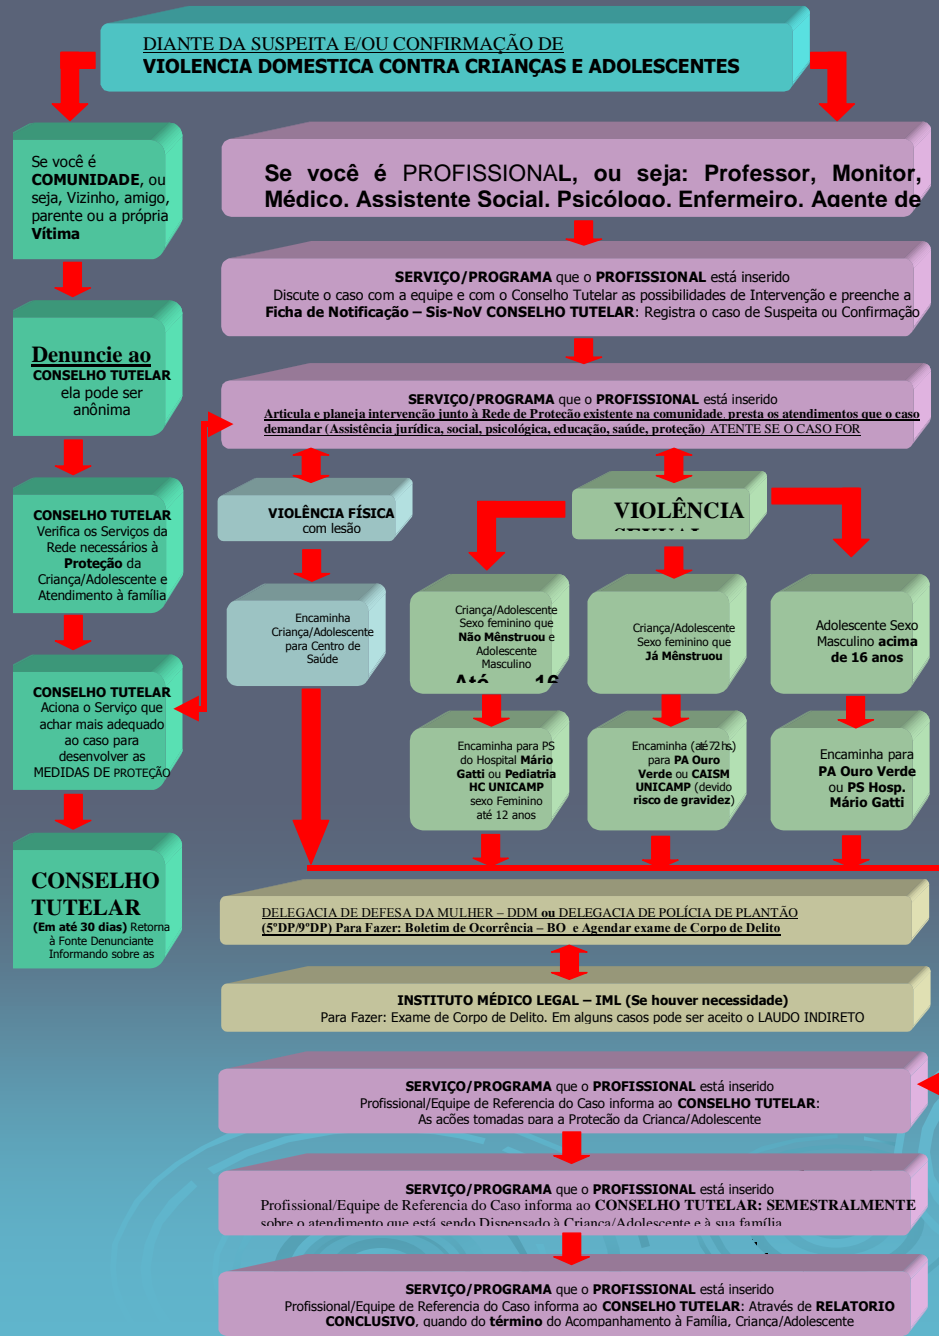 DIANTE DA SUSPEITA E/OU CONFIRMAÇÃO DE
VIOLENCIA DOMESTICA CONTRA CRIANÇAS E ADOLESCENTES
Se você é
COMUNIDADE, ou
seja, Vizinho, amigo,
parente ou a própria
Vítima
Denuncie ao
CONSELHO TUTELAR
ela pode ser
anônima
CONSELHO TUTELAR
Verifica os Serviços da
Rede necessários à
Proteção da
Criança/Adolescente e
Atendimento à família
CONSELHO TUTELAR
Aciona o Serviço que
achar mais adequado
ao caso para
desenvolver as
MEDIDAS DE PROTEÇÃO
CONSELHO
TUTELAR
(Em até 30 dias) Retorna
à Fonte Denunciante
Informando sobre as
Se você é PROFISSIONAL, ou seja: Professor, Monitor,
Médico, Assistente Social, Psicólogo, Enfermeiro, Agente de
SERVIÇO/PROGRAMA que o PROFISSIONAL está inserido
Discute o caso com a equipe e com o Conselho Tutelar as possibilidades de Intervenção e preenche a
Ficha de Notificação – Sis-NoV CONSELHO TUTELAR: Registra o caso de Suspeita ou Confirmação
SERVIÇO/PROGRAMA que o PROFISSIONAL está inserido
Articula e planeja intervenção junto à Rede de Proteção existente na comunidade, presta os atendimentos que o caso
demandar (Assistência jurídica, social, psicológica, educação, saúde, proteção) ATENTE SE O CASO FOR
VIOLÊNCIA FÍSICA
com lesão
Encaminha
Criança/Adolescente
para Centro de
Saúde
VIOLÊNCIA
SEXUAL
Criança/Adolescente
Sexo feminino que
Não Mênstruou e
Adolescente
Masculino
Até 16
Criança/Adolescente
Sexo feminino que
Já Mênstruou
Adolescente Sexo
Masculino acima
de 16 anos
Encaminha para PS
do Hospital Mário
Gatti ou Pediatria
HC UNICAMP
sexo Feminino
até 12 anos
Encaminha (até72hs)
para PA Ouro
Verde ou CAISM
UNICAMP (devido
risco de gravidez)
Encaminha para
PA Ouro Verde
ou PS Hosp.
Mário Gatti
DELEGACIA DE DEFESA DA MULHER – DDM ou DELEGACIA DE POLÍCIA DE PLANTÃO
(5ºDP/9ºDP) Para Fazer: Boletim de Ocorrência – BO e Agendar exame de Corpo de Delito
INSTITUTO MÉDICO LEGAL – IML (Se houver necessidade)
Para Fazer: Exame de Corpo de Delito. Em alguns casos pode ser aceito o LAUDO INDIRETO
SERVIÇO/PROGRAMA que o PROFISSIONAL está inserido
Profissional/Equipe de Referencia do Caso informa ao CONSELHO TUTELAR:
As ações tomadas para a Proteção da Criança/Adolescente
SERVIÇO/PROGRAMA que o PROFISSIONAL está inserido
Profissional/Equipe de Referencia do Caso informa ao CONSELHO TUTELAR: SEMESTRALMENTE
sobre o atendimento que está sendo Dispensado à Criança/Adolescente e à sua família
SERVIÇO/PROGRAMA que o PROFISSIONAL está inserido
Profissional/Equipe de Referencia do Caso informa ao CONSELHO TUTELAR: Através de RELATORIO
CONCLUSIVO, quando do término do Acompanhamento à Família, Criança/Adolescente